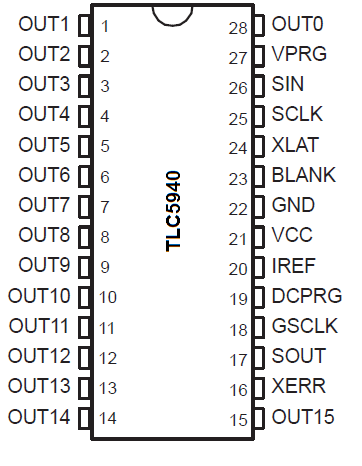 OUT1 1 28 OUT0
OUT2 2 27 VPRG
OUT3 3 26 SIN
OUT4 4 25 SCLK
OUT5 5 24 XLAT
OUT6 6 23 BLANK
OUT7 7 22 GND
OUT8 8 21 VCC
OUT9 9 20 IREF
OUT10 10 19 DCPRG
OUT11 11 18 GSCLK
OUT12 12 17 SOUT
OUT13 13 16 XERR
OUT14 14 15 OUT15
TLC5940